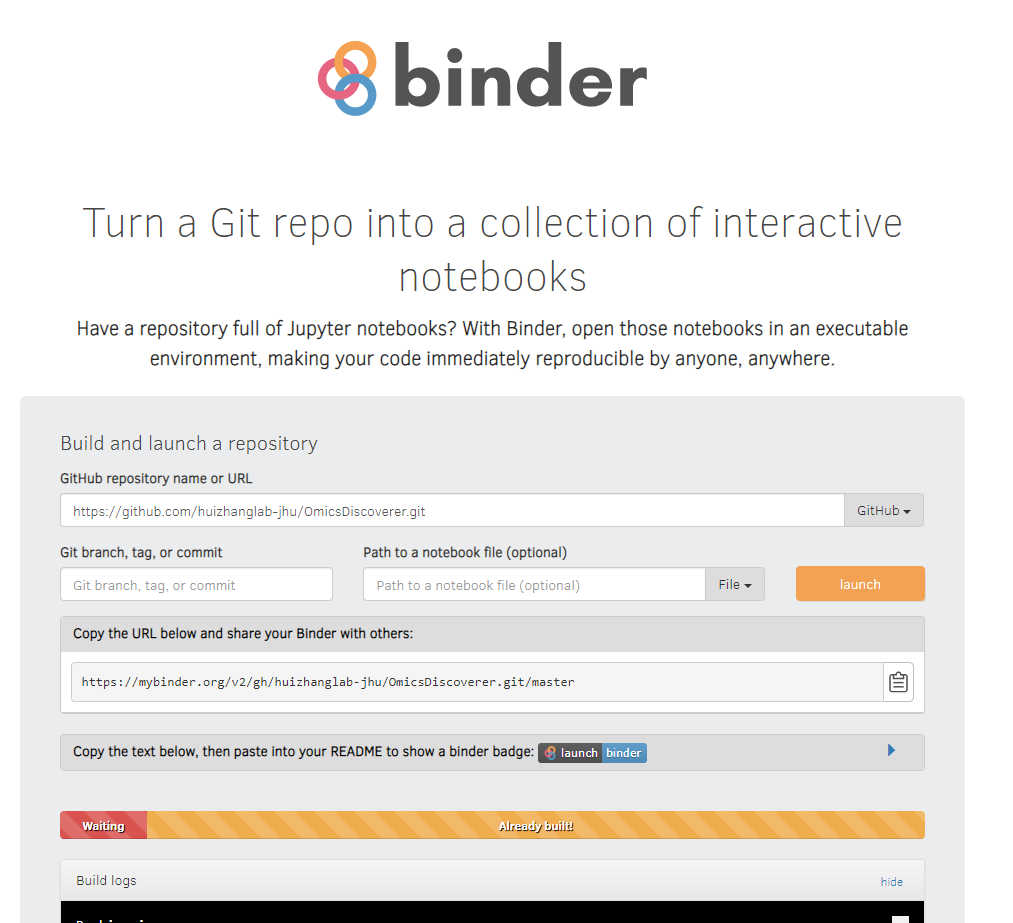 binder
Turn a Git repo into a collection of interactive
notebooks
Have a repository full of Jupyter notebooks? With Binder, open those notebooks in an executable
environment, making your code immediately reproducible by anyone, anywhere.
Build and launch a repository
GitHub repository name or URL
https://github.com/huizhanglab-jhu/OmicsDiscoverer.git GitHub
Git branch, tag, or commit Path to a notebook file (optional)
Git branch, tag, or commit Path to a notebook file (optional) File launch
Copy the URL below and share your Binder with others:
https://mybinder.org/v2/gh/huizhanglab-jhu/OmicsDiscoverer.git/master
Copy the text below, then paste into your README to show a binder badge: launch binder
Waiting Already built!
Build logs hide